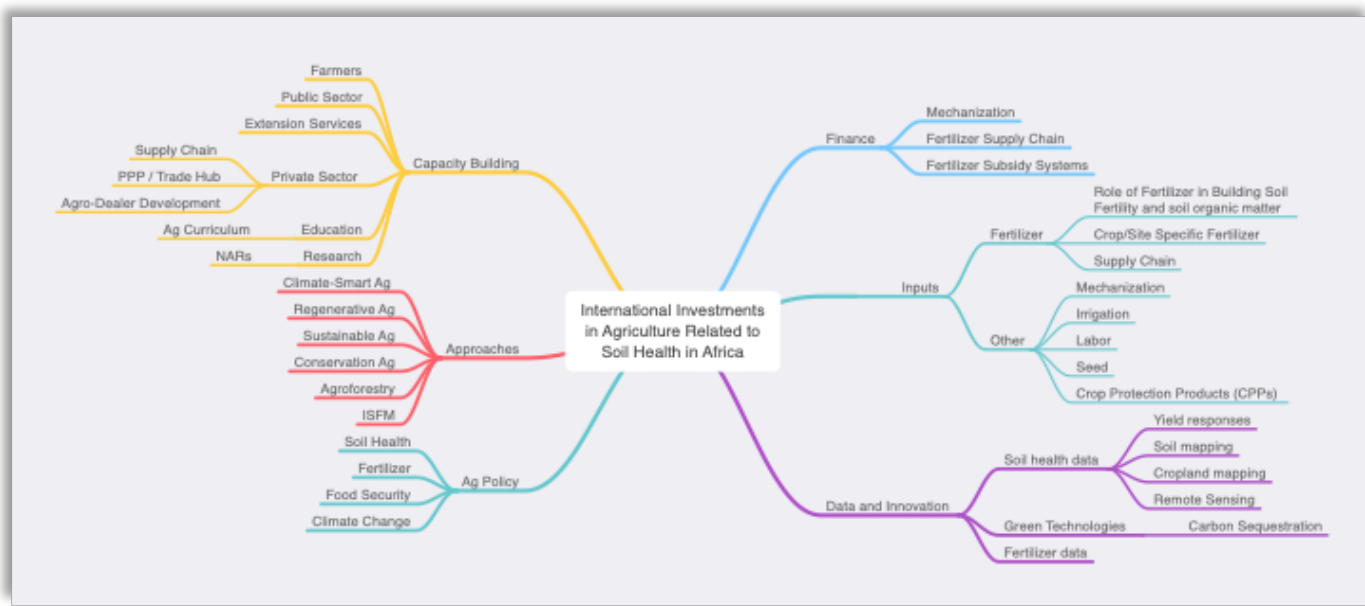 Farmers
Public Sector
Extension Services
Supply Chain
PPP / Trade Hub
Agro-Dealer Development
Private Sector
Ag Curriculum
Education
NARs
Research
Capacity Building
Climate-Smart Ag
Regenerative Ag
Sustainable Ag
Conservation Ag
Agroforestry
ISFM
Approaches
Soil Health
Fertilizer
Food Security
Climate Change
Ag Policy
International Investments
in Agriculture Related to
Soil Health in Africa
Finance
Mechanization
Fertilizer Supply Chain
Fertilizer Subsidy Systems
Inputs
Fertilizer
Role of Fertilizer in Building Soil
Fertility and soil organic matter
Crop/Site Specific Fertilizer
Supply Chain
Other
Mechanization
Irrigation
Labor
Seed
Crop Protection Products (CPPs)
Data and Innovation
Soil health data
Yield responses
Soil mapping
Cropland mapping
Remote Sensing
Green Technologies
Carbon Sequestration
Fertilizer data